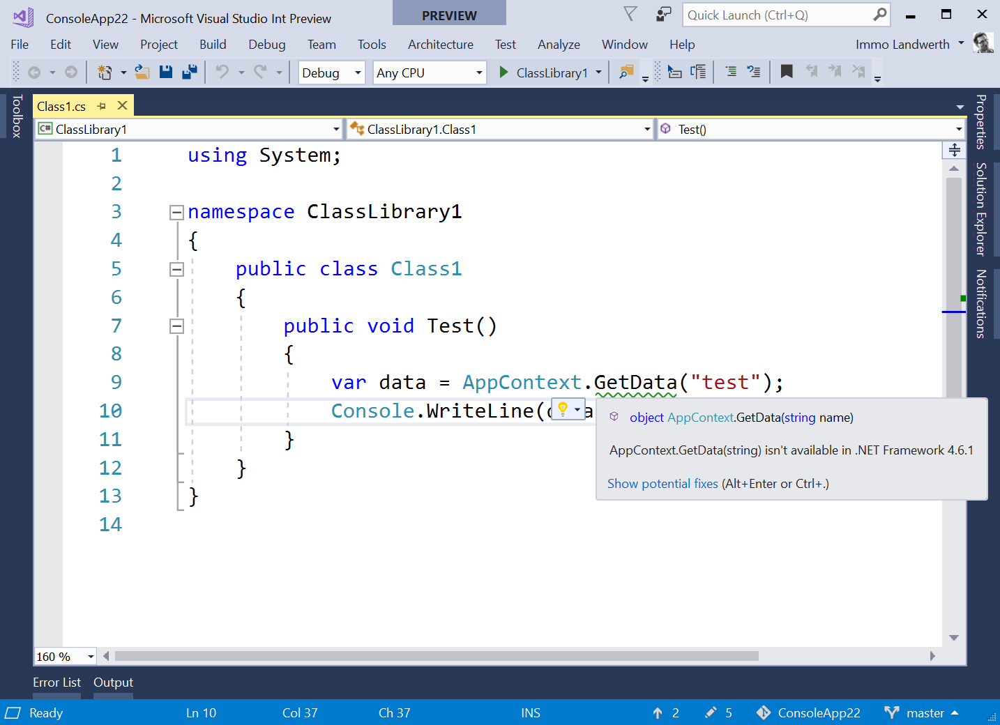 ConsoleApp22 - Microsoft Visual Studio Int Preview
PREVIEW
Quick Launch (Ctrl+Q)
File Edit View Project Build Debug Team Tools Architecture Test Analyze Window Help
Immo Landwerth
Debug Any CPU ClassLibrary1
Toolbox
Class1.cs
C# ClassLibrary1
ClassLibrary1.Class1
Test()
1 using System;
2
3 namespace ClassLibrary1
4 {
5 public class Class1
6 {
7 public void Test()
8 {
9 var data = AppContext.GetData("test");
10 Console.WriteLine(
11 }
12 }
13 }
14
object AppContext.GetData(string name)
AppContext.GetData(string) isn't available in .NET Framework 4.6.1
Show potential fixes (Alt+Enter or Ctrl+.)
Properties
Solution Explorer
Notifications
160 %
Error List Output
Ready Ln 10 Col 37 Ch 37 INS 2 5 ConsoleApp22 master